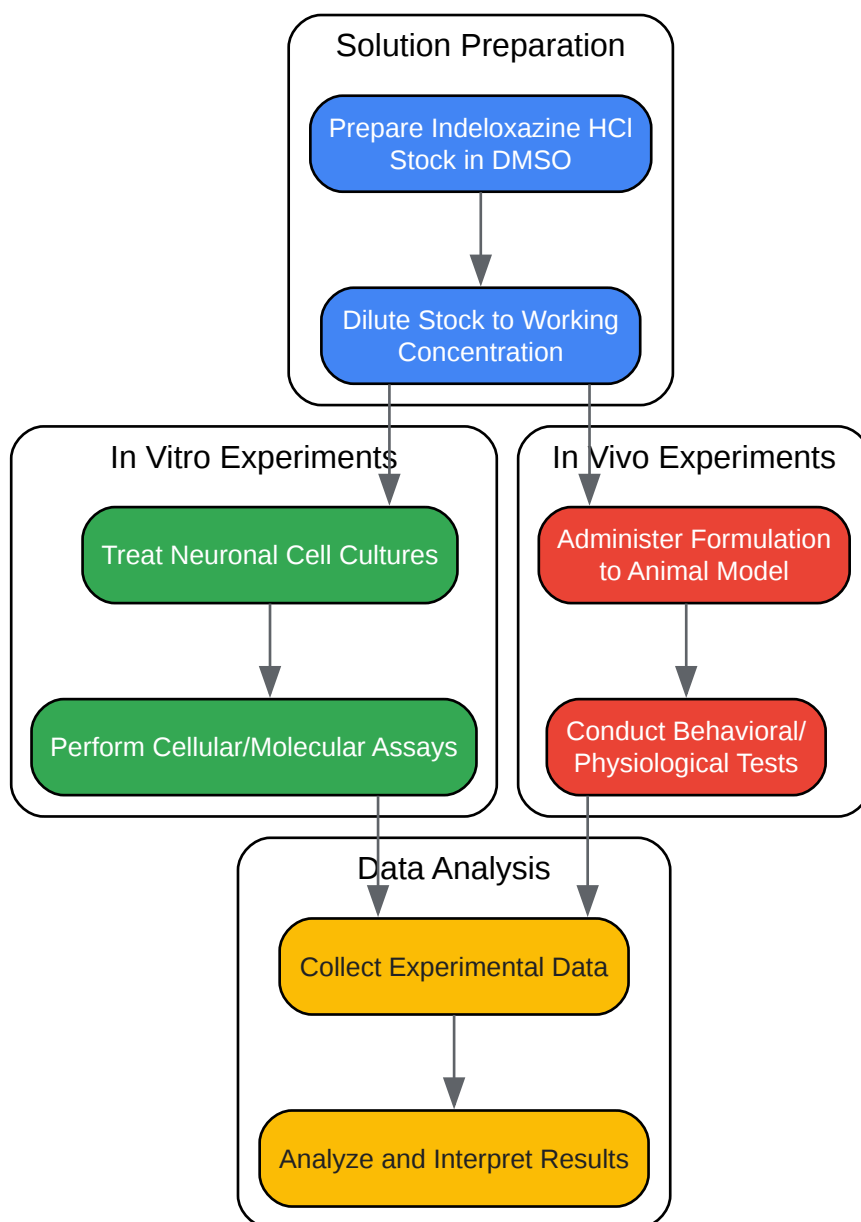 Solution Preparation
Prepare Indeloxazine HCl
Stock in DMSO
Dilute Stock to Working
Concentration
In Vitro Experiments
Treat Neuronal Cell Cultures
Perform Cellular/Molecular Assays
In Vivo Experiments
Administer Formulation
to Animal Model
Conduct Behavioral/
Physiological Tests
Data Analysis
Collect Experimental Data
Analyze and Interpret Results